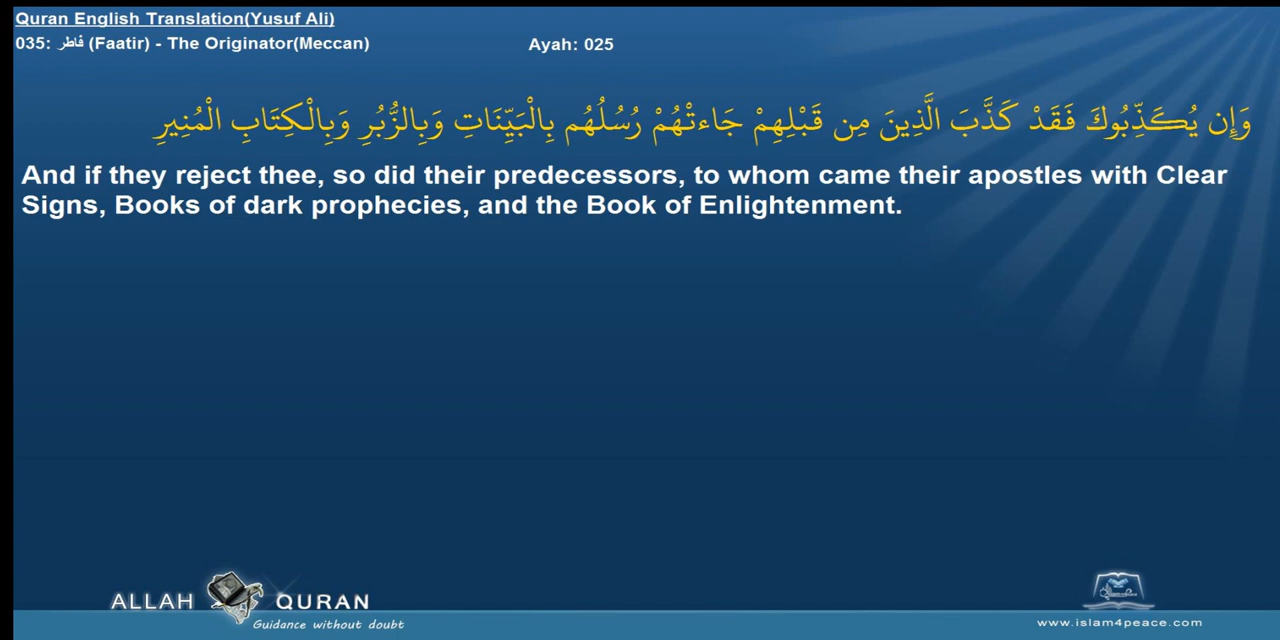 Quran English Translation(Yusuf Ali)
035: فاطر (Faatir) - The Originator(Meccan) Ayah: 025
وَإِن يُكَذِّبُوكَ فَقَدْ كَذَّبَ الَّذِينَ مِن قَبْلِهِمْ جَاءتْهُمْ رُسُلُهُم بِالْبَيِّنَاتِ وَبِالزُّبُرِ وَبِالْكِتَابِ الْمُنِيرِ
And if they reject thee, so did their predecessors, to whom came their apostles with Clear
Signs, Books of dark prophecies, and the Book of Enlightenment.
ALLAH QURAN
Guidance without doubt
www.islam4peace.com